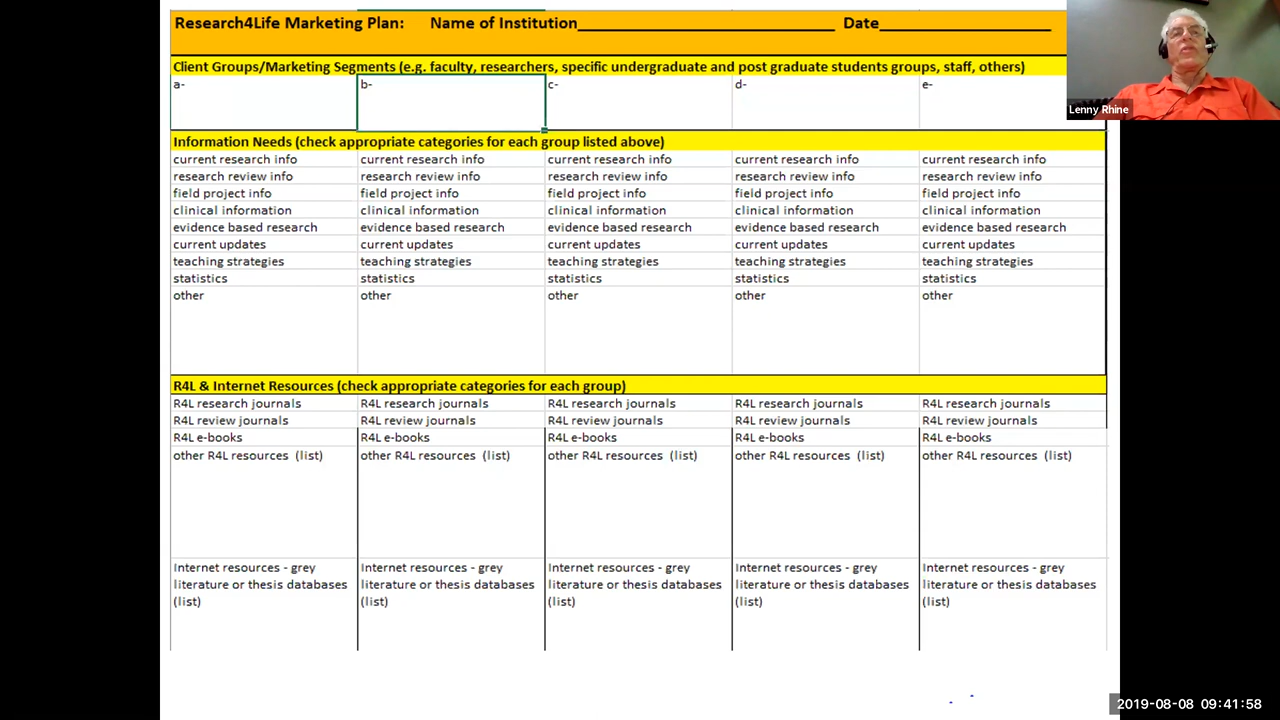 Research4Life Marketing Plan: Name of Institution__________________________ Date_________________
Lenny Rhine
Client Groups/Marketing Segments (e.g. faculty, researchers, specific undergraduate and post graduate students groups, staff, others)
a- b- c- d- e-
Information Needs (check appropriate categories for each group listed above)
current research info current research info current research info current research info current research info
research review info research review info research review info research review info research review info
field project info field project info field project info field project info field project info
clinical information clinical information clinical information clinical information clinical information
evidence based research evidence based research evidence based research evidence based research evidence based research
current updates current updates current updates current updates current updates
teaching strategies teaching strategies teaching strategies teaching strategies teaching strategies
statistics statistics statistics statistics statistics
other other other other other
R4L & Internet Resources (check appropriate categories for each group)
R4L research journals R4L research journals R4L research journals R4L research journals R4L research journals
R4L review journals R4L review journals R4L review journals R4L review journals R4L review journals
R4L e-books R4L e-books R4L e-books R4L e-books R4L e-books
other R4L resources (list) other R4L resources (list) other R4L resources (list) other R4L resources (list) other R4L resources (list)
Internet resources - grey Internet resources - grey Internet resources - grey Internet resources - grey Internet resources - grey
literature or thesis databases literature or thesis databases literature or thesis databases literature or thesis databases literature or thesis databases
(list) (list) (list) (list) (list)
2019-08-08 09:41:58